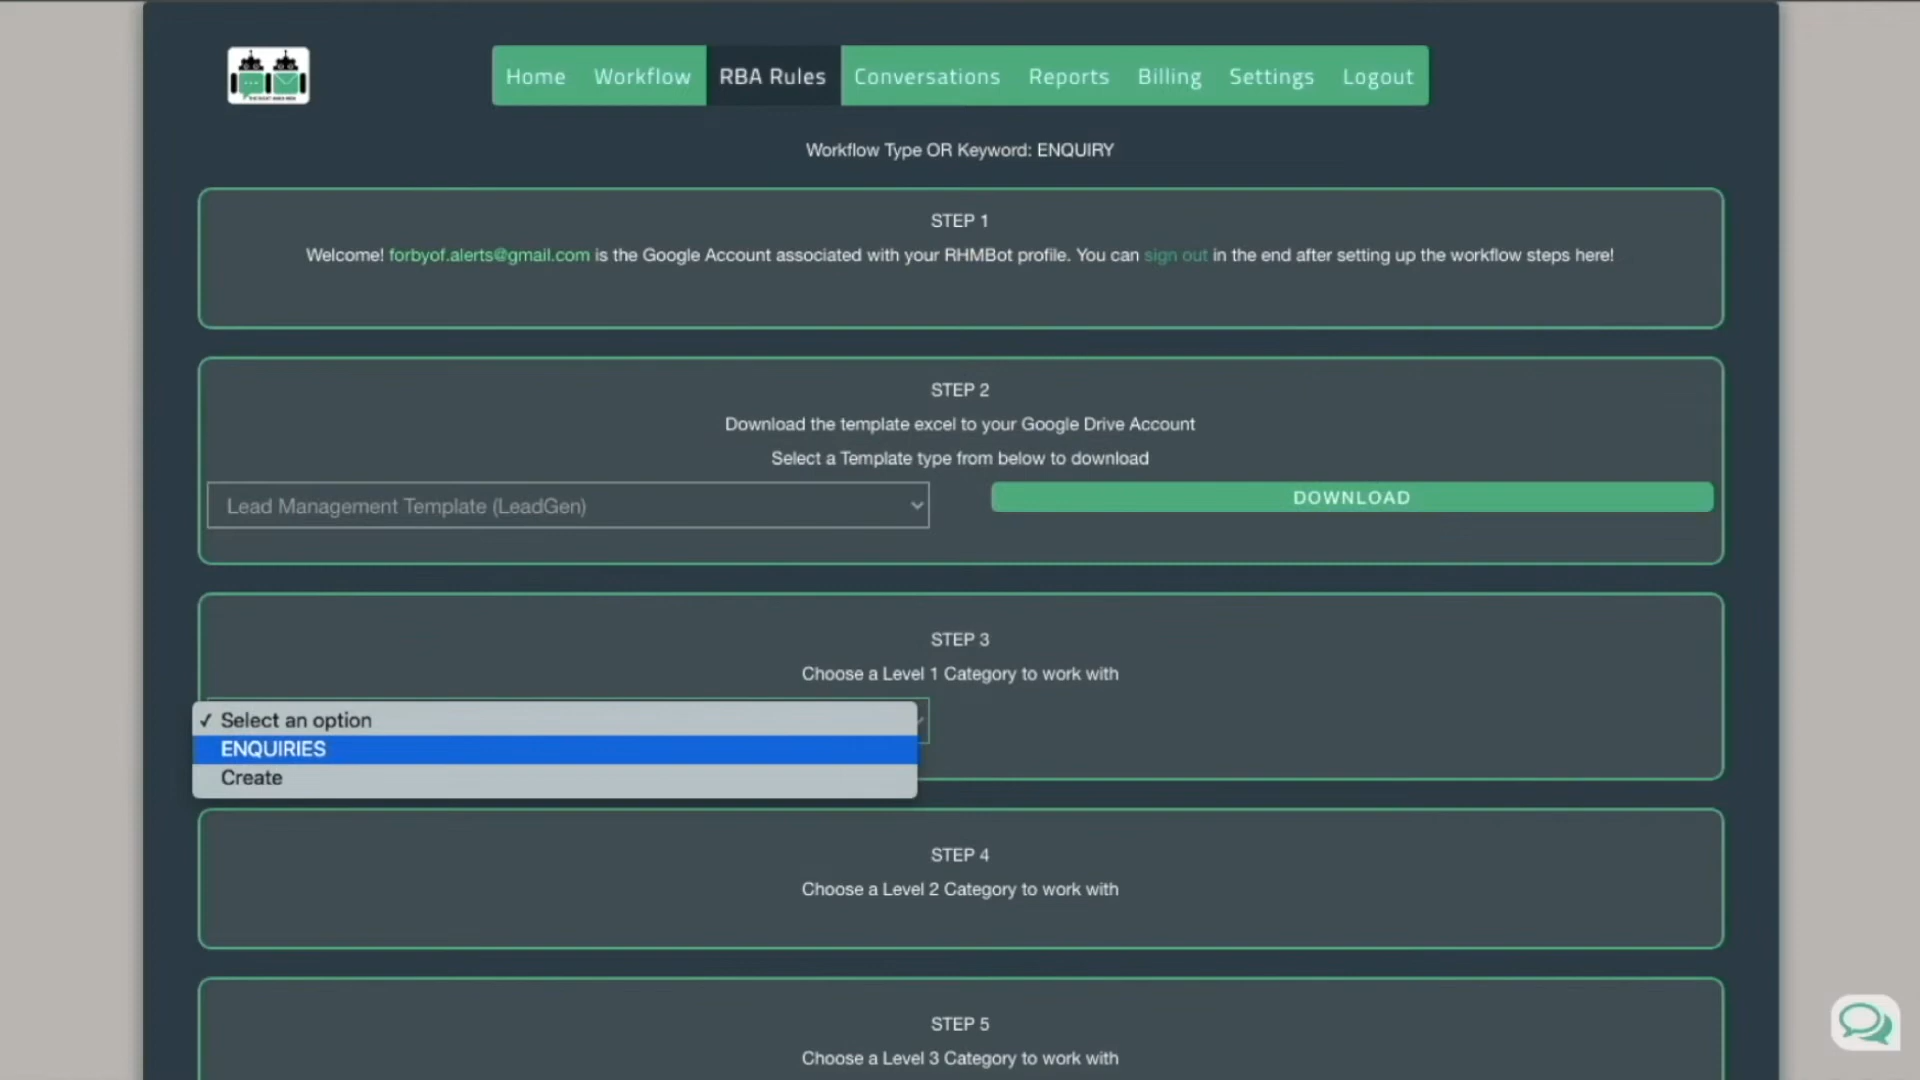 Home Workflow RBA Rules Conversations Reports Billing Settings Logout
Workflow Type OR Keyword: ENQUIRY
STEP 1
Welcome! forbyof.alerts@gmail.com is the Google Account associated with your RHMBot profile. You can sign out in the end after setting up the workflow steps here!
STEP 2
Download the template excel to your Google Drive Account
Select a Template type from below to download
Lead Management Template (LeadGen) DOWNLOAD
STEP 3
Choose a Level 1 Category to work with
✓ Select an option
ENQUIRIES
Create
STEP 4
Choose a Level 2 Category to work with
STEP 5
Choose a Level 3 Category to work with